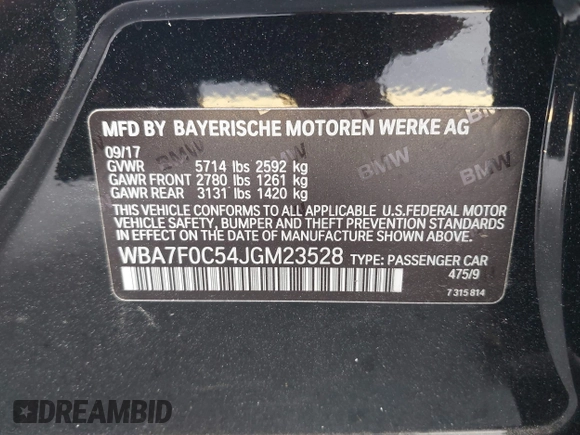 MFD BY BAYERISCHE MOTOREN WERKE AG
09/17
GVWR 5714 lbs 2592 kg
GAWR FRONT 2780 lbs 1261 kg
GAWR REAR 3131 lbs 1420 kg
THIS VEHICLE CONFORMS TO ALL APPLICABLE U.S.FEDERAL MOTOR
VEHICLE SAFETY, BUMPER AND THEFT PREVENTION STANDARDS
IN EFFECT ON THE DATE OF MANUFACTURE SHOWN ABOVE.
WBA7F0C54JGM23528 TYPE: PASSENGER CAR
475/9
7 315 814
BMW
BMW
BMW
BMW
DREAMBID